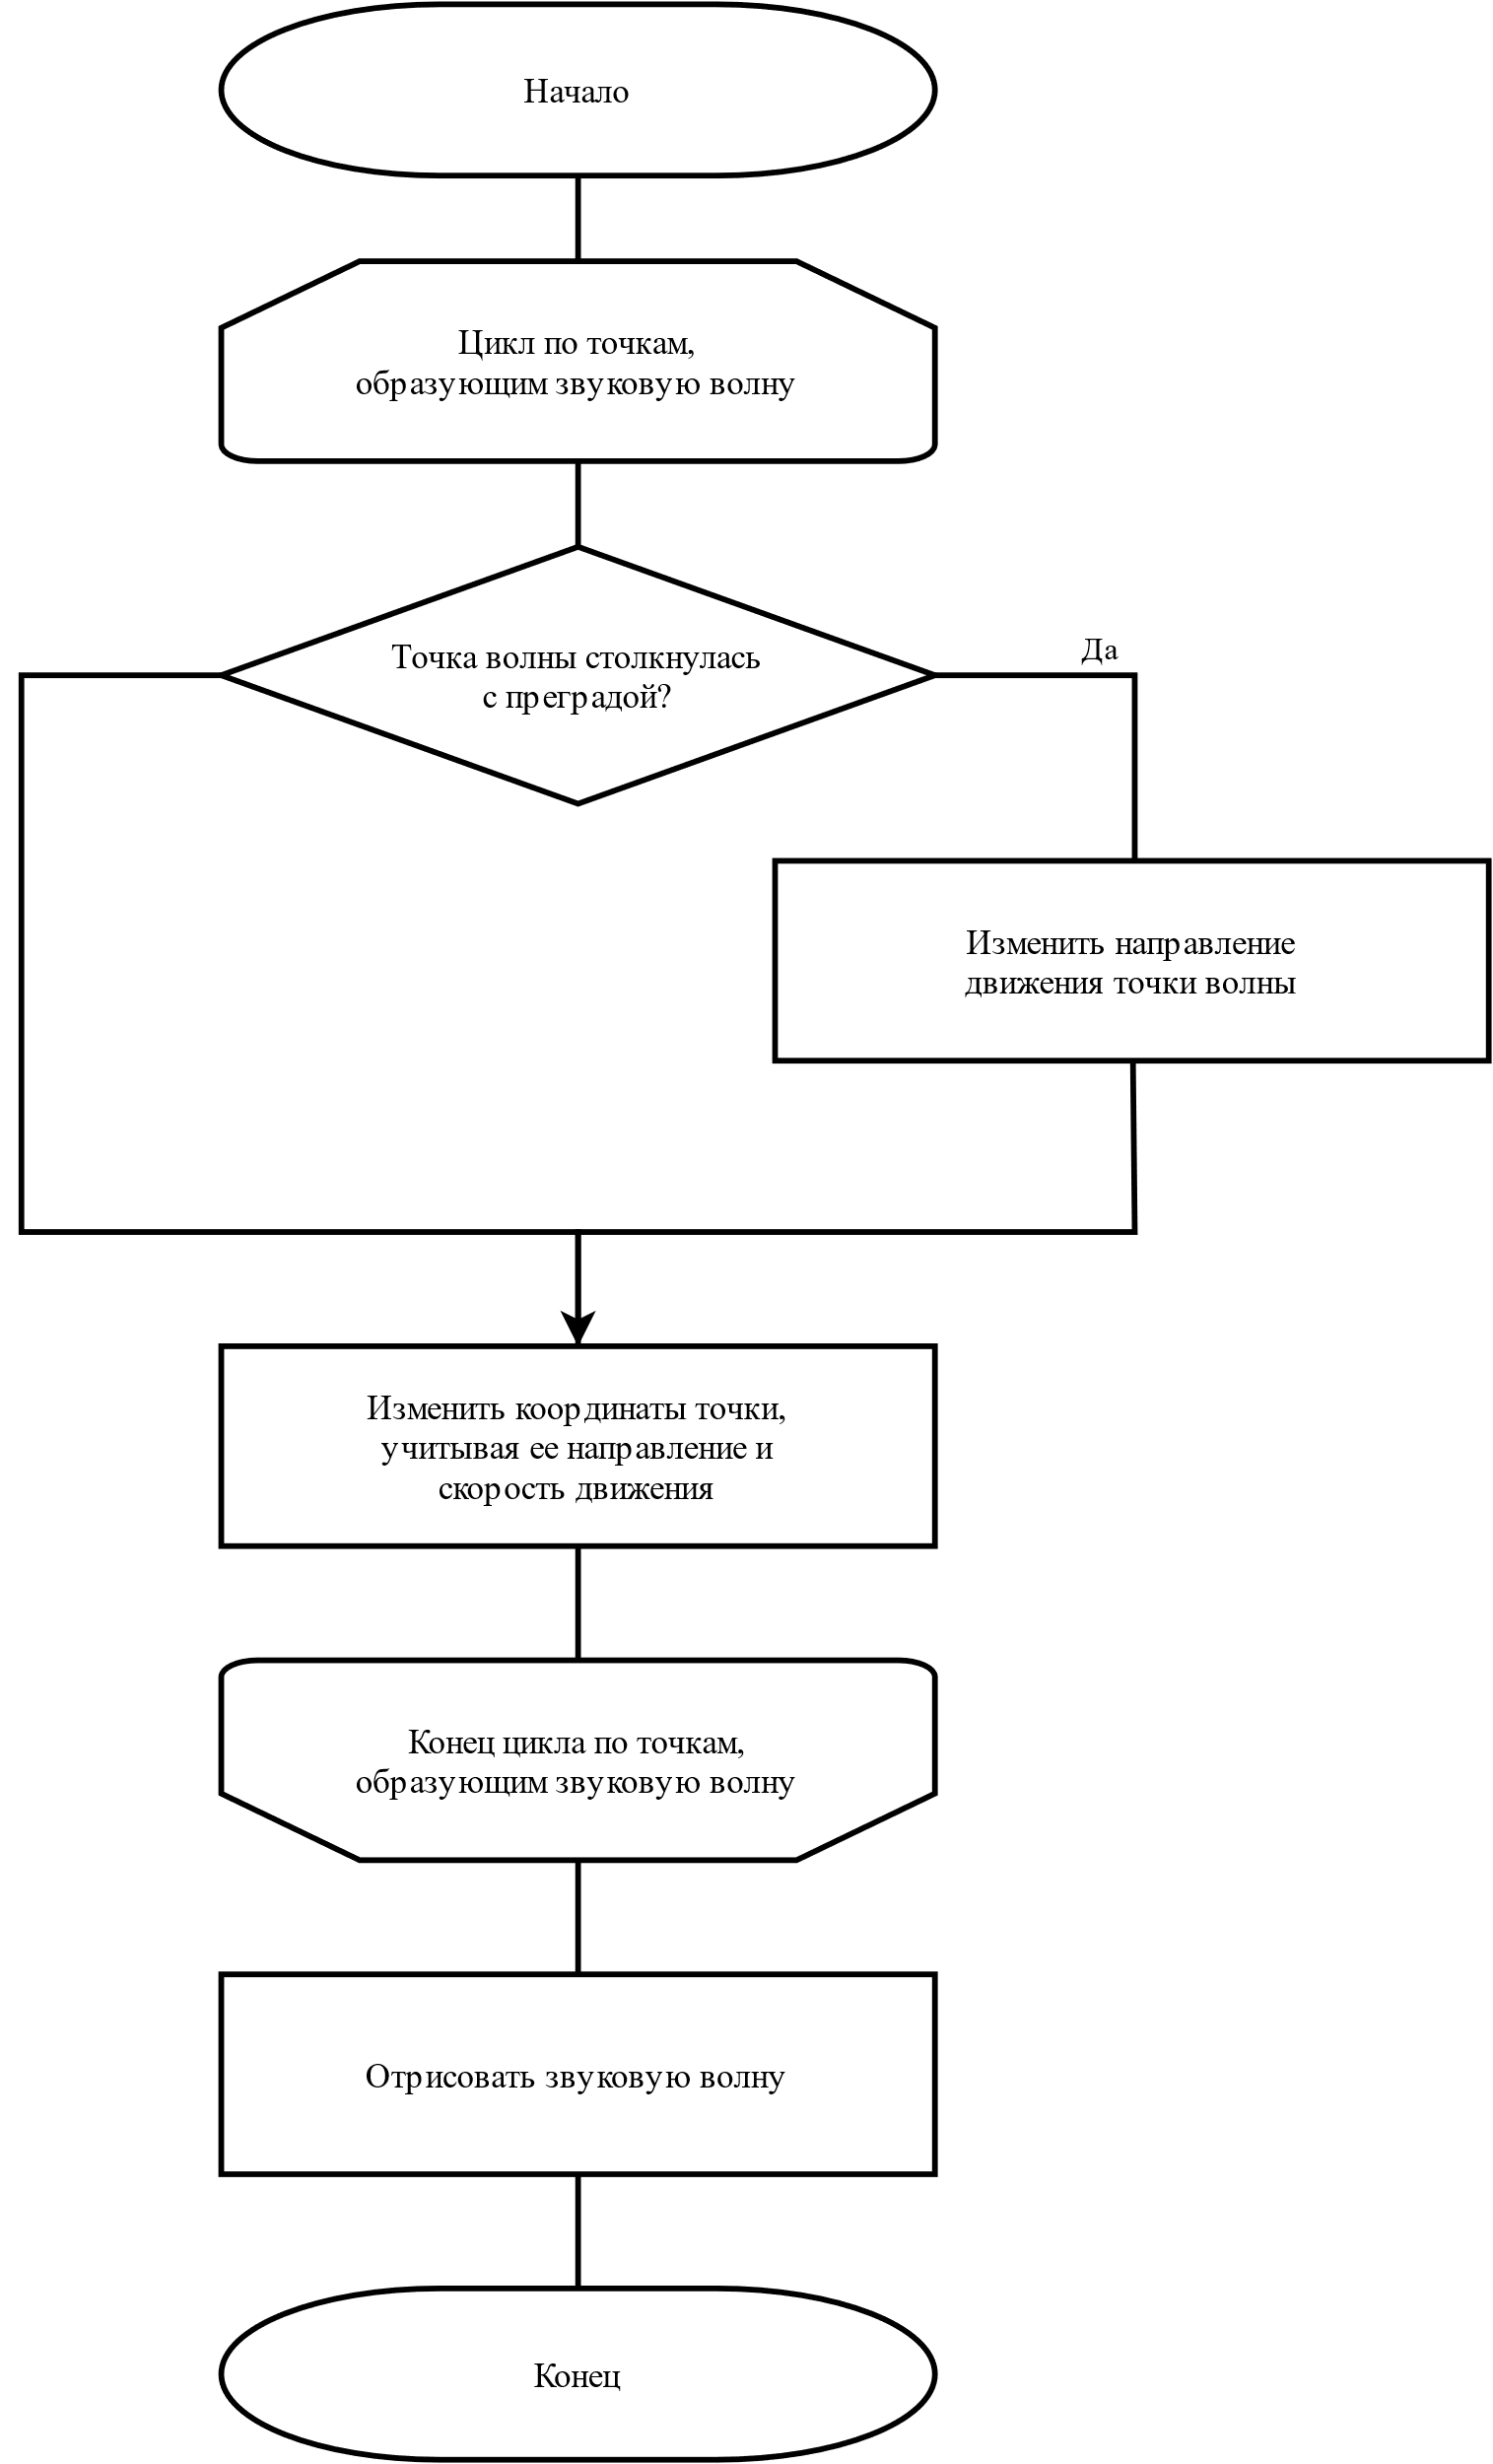 Начало
Цикл по точкам,
образующим звуковую волну
Точка волны столкнулась
с преградой?
Да
Изменить направление
движения точки волны
Изменить координаты точки,
учитывая ее направление и
скорость движения
Конец цикла по точкам,
образующим звуковую волну
Отрисовать звуковую волну
Конец